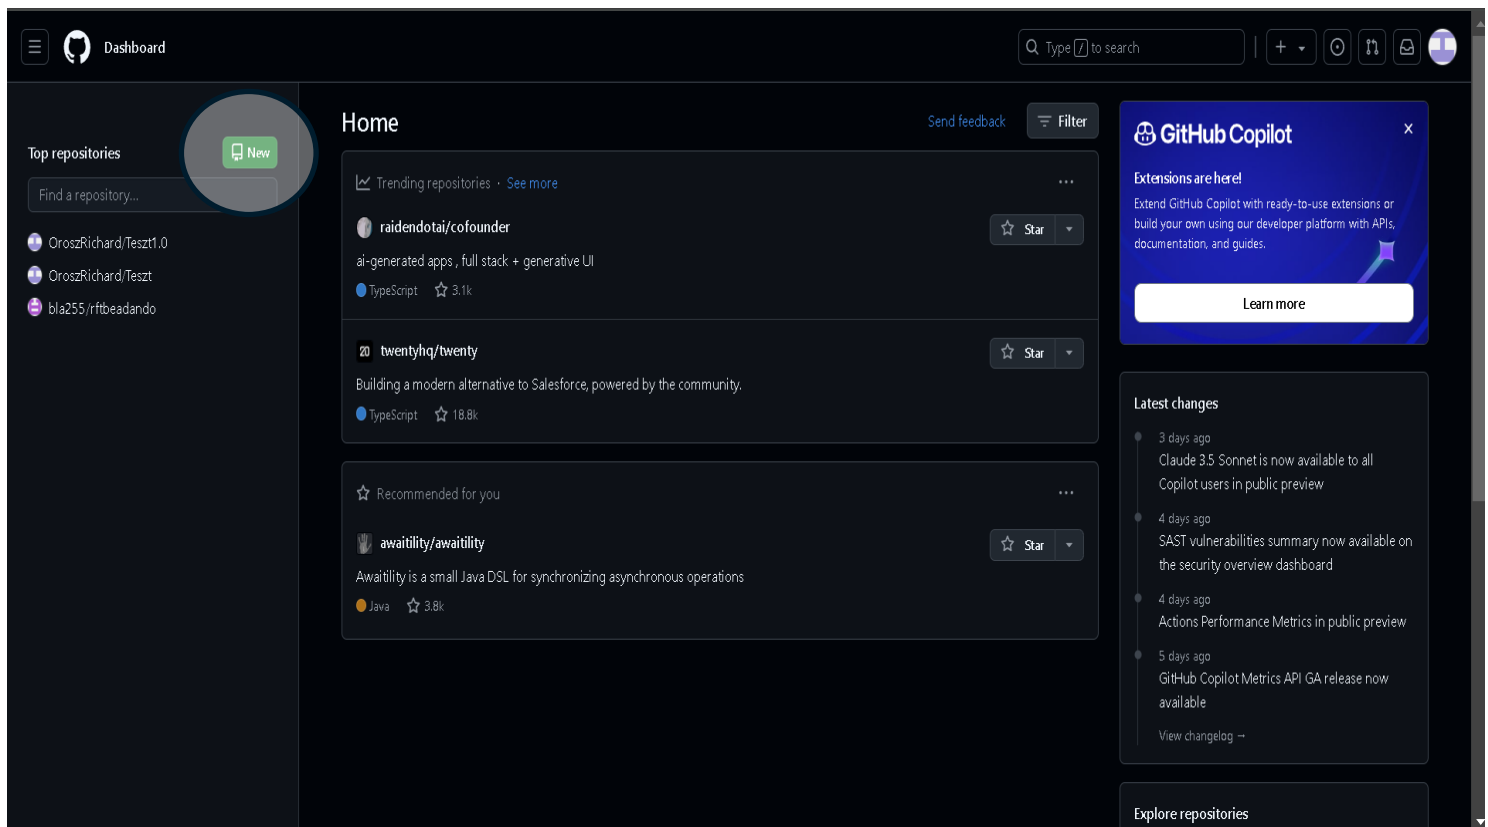 Dashboard
Type / to search
Top repositories
New
Find a repository...
OroszRichard/Teszt1.0
OroszRichard/Teszt
bla255/rftbeadando
Home
Send feedback
Filter
Trending repositories · See more
raidendotai/cofounder
Star
ai-generated apps , full stack + generative UI
TypeScript 3.1k
20
twentyhq/twenty
Star
Building a modern alternative to Salesforce, powered by the community.
TypeScript 18.8k
Recommended for you
awaitility/awaitility
Star
Awaitility is a small Java DSL for synchronizing asynchronous operations
Java 3.8k
GitHub Copilot
Extensions are here!
Extend GitHub Copilot with ready-to-use extensions or
build your own using our developer platform with APIs,
documentation, and guides.
Learn more
Latest changes
3 days ago
Claude 3.5 Sonnet is now available to all
Copilot users in public preview
4 days ago
SAST vulnerabilities summary now available on
the security overview dashboard
4 days ago
Actions Performance Metrics in public preview
5 days ago
GitHub Copilot Metrics API GA release now
available
View changelog →
Explore repositories